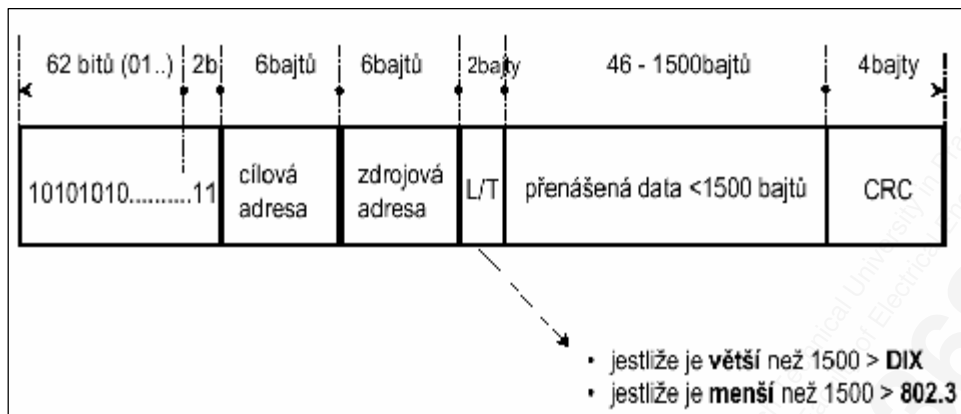 62 bitů (01..) 2b 6bajtů 6bajtů 2bajty 46 - 1500bajtů 4bajty
10101010..........11 cílová adresa zdrojová adresa L/T přenášená data <1500 bajtů CRC
• jestliže je větší než 1500 > DIX
• jestliže je menší než 1500 > 802.3